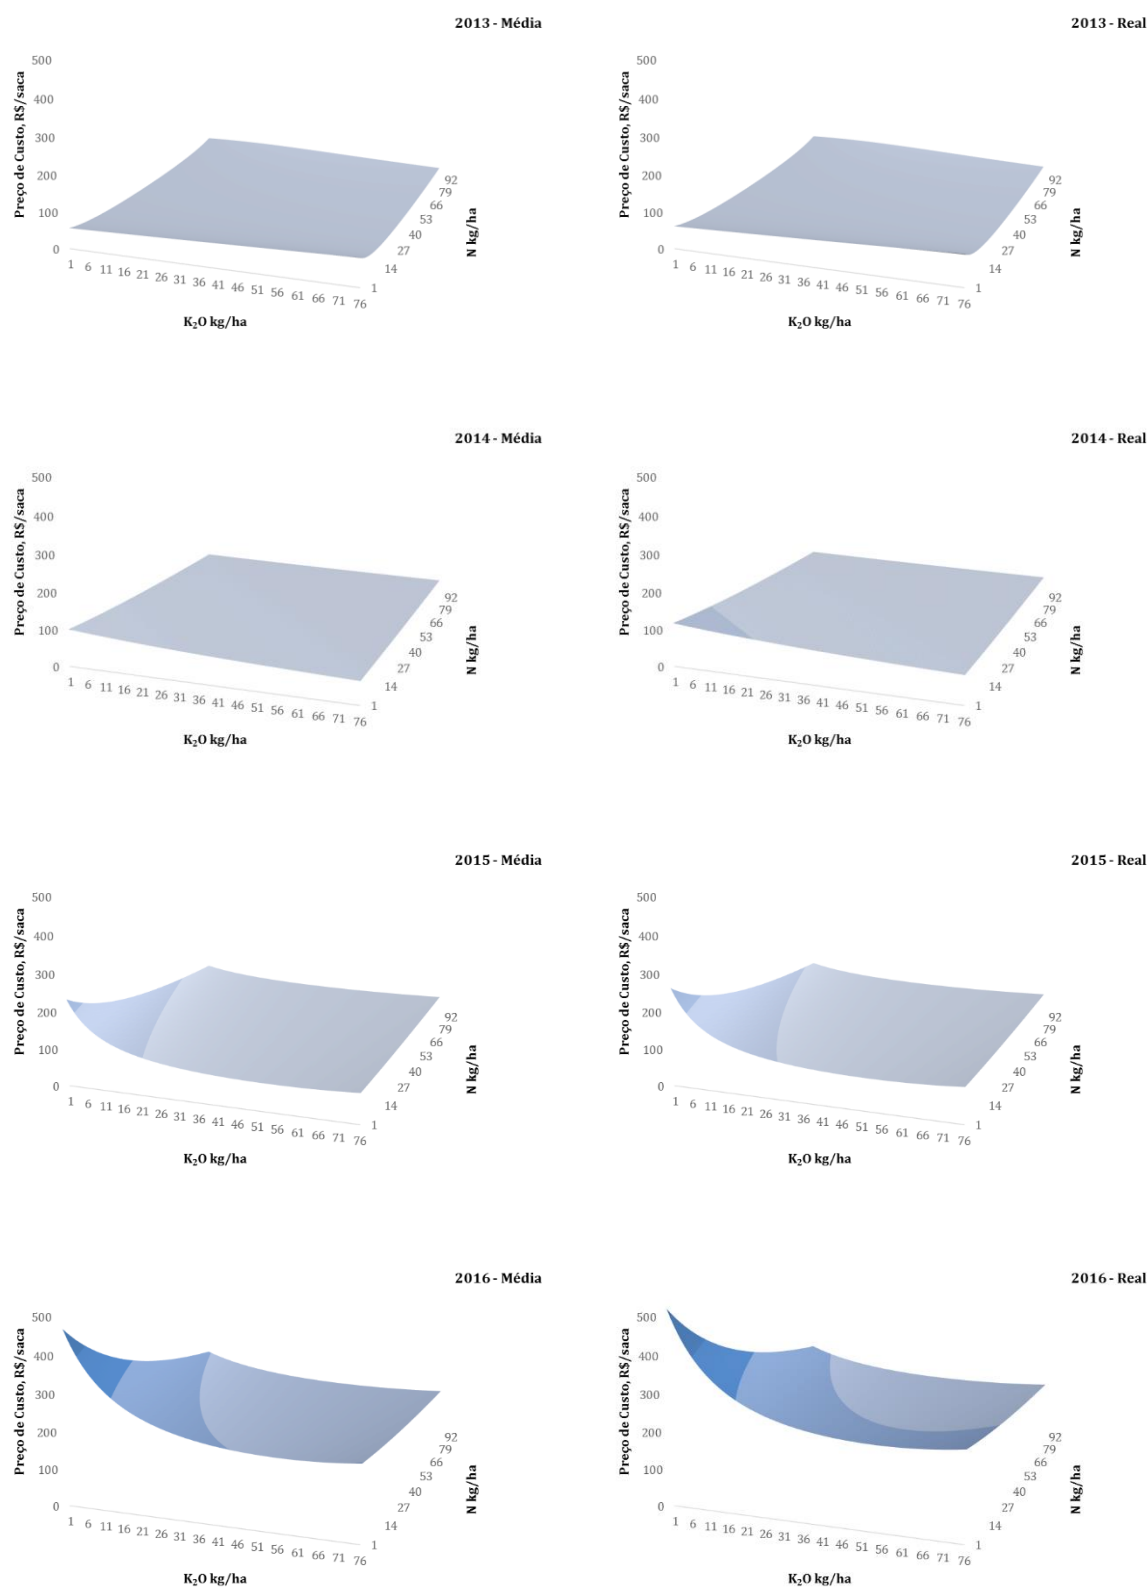 2013 - Média
500
400
300
200
100
0
Preço de Custo, R$/saca
1 6 11 16 21 26 31 36 41 46 51 56 61 66 71 76
K₂O kg/ha
92
79
66
53
40
27
14
1
N kg/ha
2013 - Real
500
400
300
200
100
0
Preço de Custo, R$/saca
1 6 11 16 21 26 31 36 41 46 51 56 61 66 71 76
K₂O kg/ha
92
79
66
53
40
27
14
1
N kg/ha
2014 - Média
500
400
300
200
100
0
Preço de Custo, R$/saca
1 6 11 16 21 26 31 36 41 46 51 56 61 66 71 76
K₂O kg/ha
92
79
66
53
40
27
14
1
N kg/ha
2014 - Real
500
400
300
200
100
0
Preço de Custo, R$/saca
1 6 11 16 21 26 31 36 41 46 51 56 61 66 71 76
K₂O kg/ha
92
79
66
53
40
27
14
1
N kg/ha
2015 - Média
500
400
300
200
100
0
Preço de Custo, R$/saca
1 6 11 16 21 26 31 36 41 46 51 56 61 66 71 76
K₂O kg/ha
92
79
66
53
40
27
14
1
N kg/ha
2015 - Real
500
400
300
200
100
0
Preço de Custo, R$/saca
1 6 11 16 21 26 31 36 41 46 51 56 61 66 71 76
K₂O kg/ha
92
79
66
53
40
27
14
1
N kg/ha
2016 - Média
500
400
300
200
100
0
Preço de Custo, R$/saca
1 6 11 16 21 26 31 36 41 46 51 56 61 66 71 76
K₂O kg/ha
92
79
66
53
40
27
14
1
N kg/ha
2016 - Real
500
400
300
200
100
0
Preço de Custo, R$/saca
1 6 11 16 21 26 31 36 41 46 51 56 61 66 71 76
K₂O kg/ha
92
79
66
53
40
27
14
1
N kg/ha